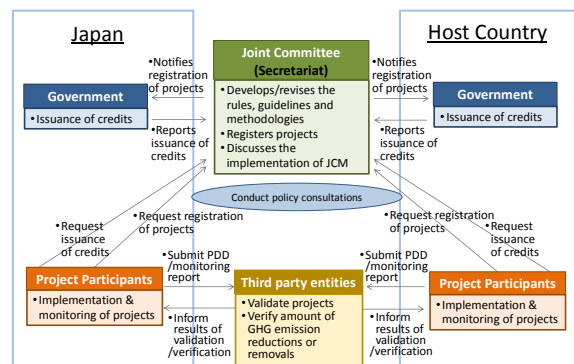 Japan
Host Country
Joint Committee
(Secretariat)
•Develops/revises the
rules, guidelines and
methodologies
•Registers projects
•Discusses the
implementation of JCM
•Notifies
registration
of projects
•Notifies
registration
of projects
Government
•Issuance of credits
Government
•Issuance of credits
•Reports
issuance of
credits
•Reports
issuance of
credits
Conduct policy consultations
•Request
issuance
of credits
•Request registration
of projects
•Request registration
of projects
•Request
issuance
of credits
•Submit PDD
/monitoring
report
•Submit PDD
/monitoring
report
Project Participants
•Implementation &
monitoring of projects
Third party entities
•Validate projects
•Verify amount of
GHG emission
reductions or
removals
Project Participants
•Implementation &
monitoring of projects
•Inform
results of
validation
/verification
•Inform
results of
validation
/verification